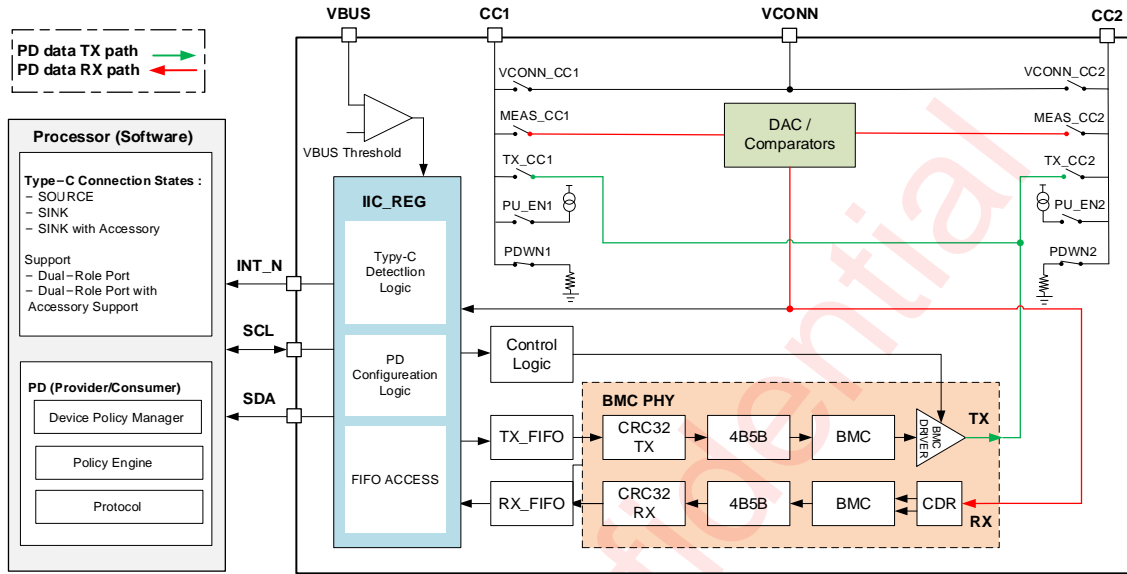 VBUS
CC1
VCONN
CC2
PD data TX path
PD data RX path
Processor (Software)
Type–C Connection States :
– SOURCE
– SINK
– SINK with Accessory
Support
– Dual–Role Port
– Dual–Role Port with
Accessory Support
PD (Provider/Consumer)
Device Policy Manager
Policy Engine
Protocol
INT_N
SCL
SDA
VBUS Threshold
IIC_REG
Typy-C
Detectlion
Logic
PD
Configureation
Logic
FIFO ACCESS
VCONN_CC1
MEAS_CC1
TX_CC1
PU_EN1
PDWN1
DAC /
Comparators
VCONN_CC2
MEAS_CC2
TX_CC2
PU_EN2
PDWN2
Control
Logic
TX_FIFO
RX_FIFO
BMC PHY
CRC32
TX
4B5B
BMC
BMC
DRIVER
TX
CRC32
RX
4B5B
BMC
CDR
RX
fidential